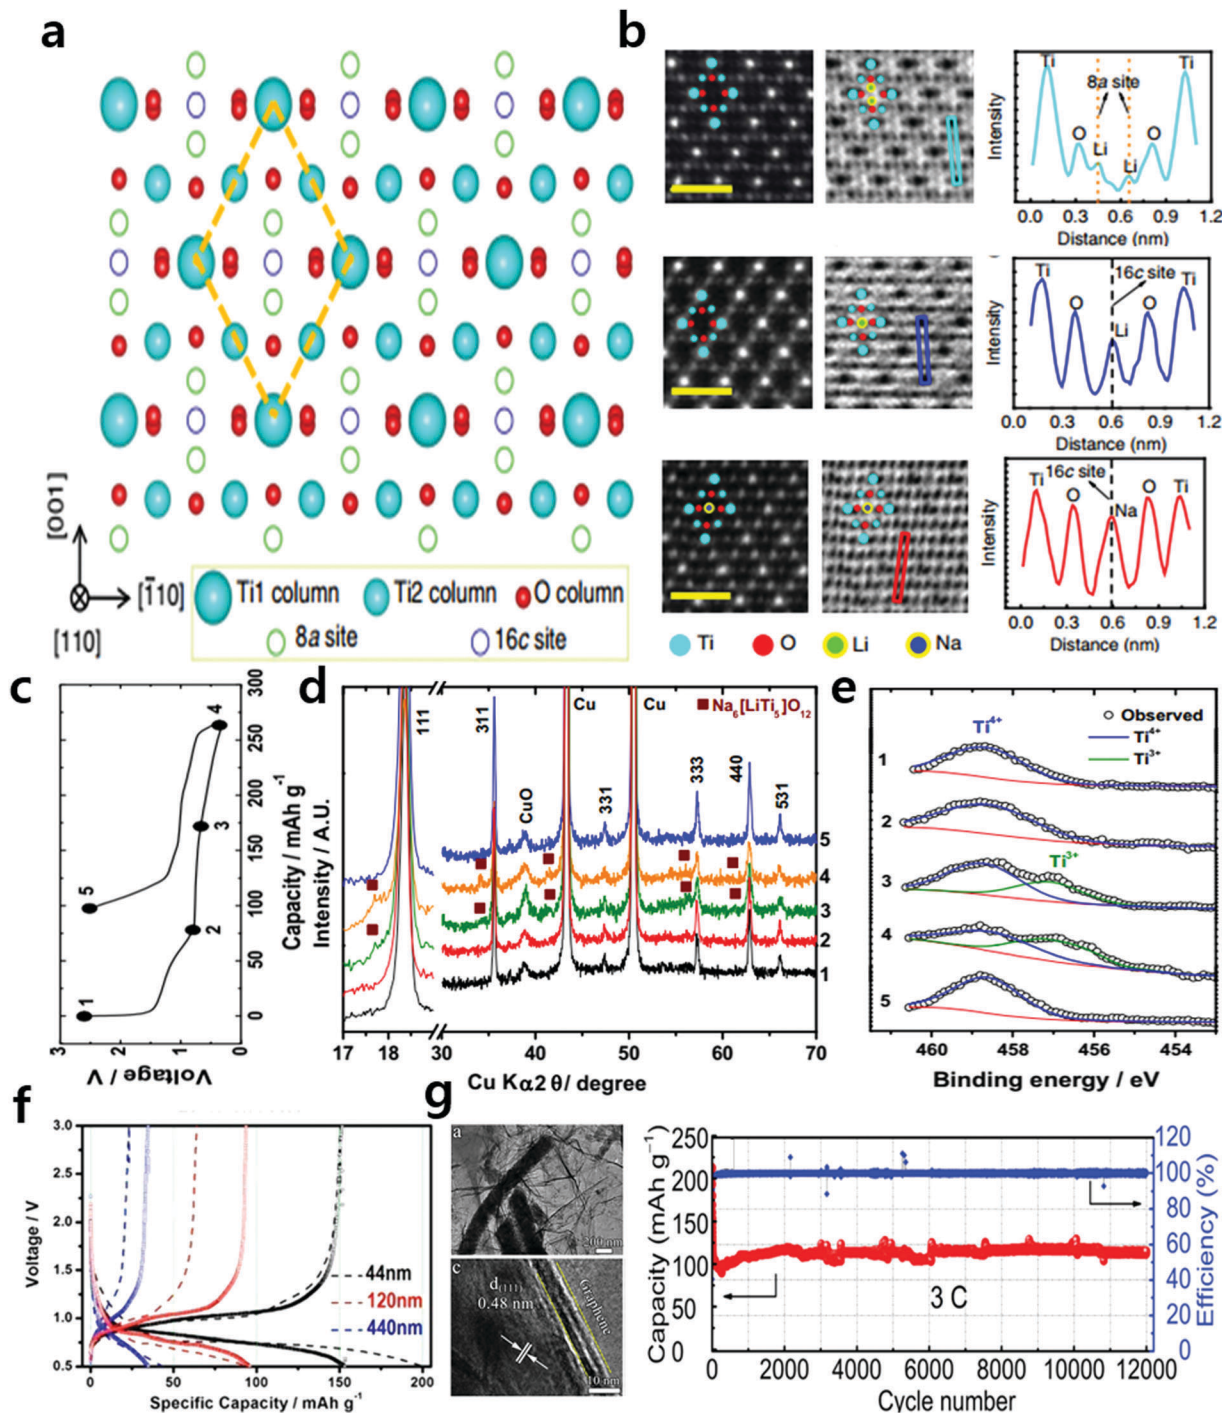 a
[001]
[1̄10]
[110]
Ti1 column
Ti2 column
O column
8a site
16c site
b
Ti
8a site
Ti
O
O
Li
Li
Intensity
0.0 0.3 0.6 0.9 1.2
Distance (nm)
Ti
16c site
Ti
O
O
Li
Intensity
0.0 0.3 0.6 0.9 1.2
Distance (nm)
16c site
Ti
O
O
Ti
Na
Intensity
0.0 0.3 0.6 0.9 1.2
Distance (nm)
Ti
O
Li
Na
c
1
2
3
4
5
0 50 100 150 200 250 300
Capacity / mAh g⁻¹
3 2 1 0
Voltage / V
d
Intensity / A.U.
111
311
CuO
Cu
331
Cu
333
440
531
Na₆[LiTi₅]O₁₂
5
4
3
2
1
17 18 30 40 50 60 70
Cu Kα2 θ/ degree
e
Ti⁴⁺
Observed
Ti⁴⁺
Ti³⁺
1
2
3
Ti³⁺
4
5
460 458 456 454
Binding energy / eV
f
Voltage / V
3.0
2.5
2.0
1.5
1.0
0.5
44nm
120nm
440nm
0 50 100 150 200
Specific Capacity / mAh g⁻¹
g
a
200 nm
c
d(111)
0.48 nm
Graphene
10 nm
Capacity (mAh g⁻¹)
250
200
150
100
50
0
3 C
120
100
80
60
40
20
0
Efficiency (%)
0 2000 4000 6000 8000 10000 12000
Cycle number